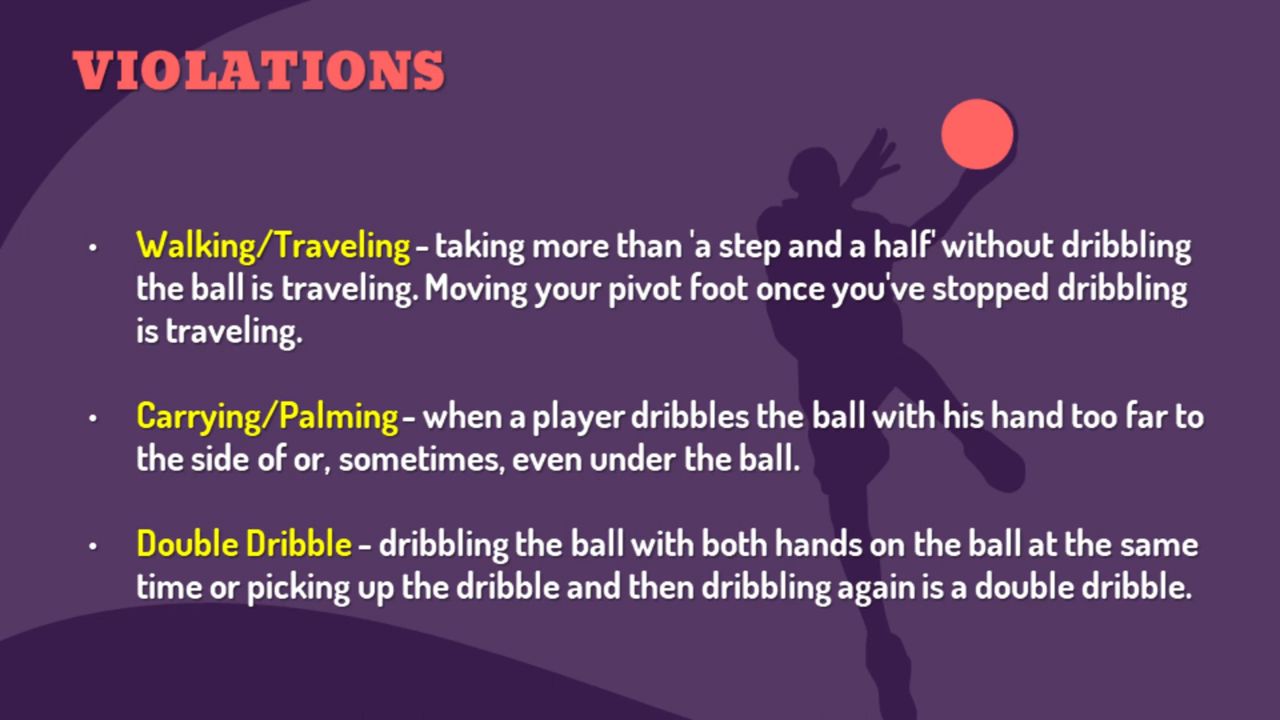 VIOLATIONS
• Walking/Traveling - taking more than 'a step and a half' without dribbling
the ball is traveling. Moving your pivot foot once you've stopped dribbling
is traveling.
• Carrying/Palming- when a player dribbles the ball with his hand too far to
the side of or, sometimes, even under the ball.
• Double Dribble - dribbling the ball with both hands on the ball at the same
time or picking up the dribble and then dribbling again is a double dribble.